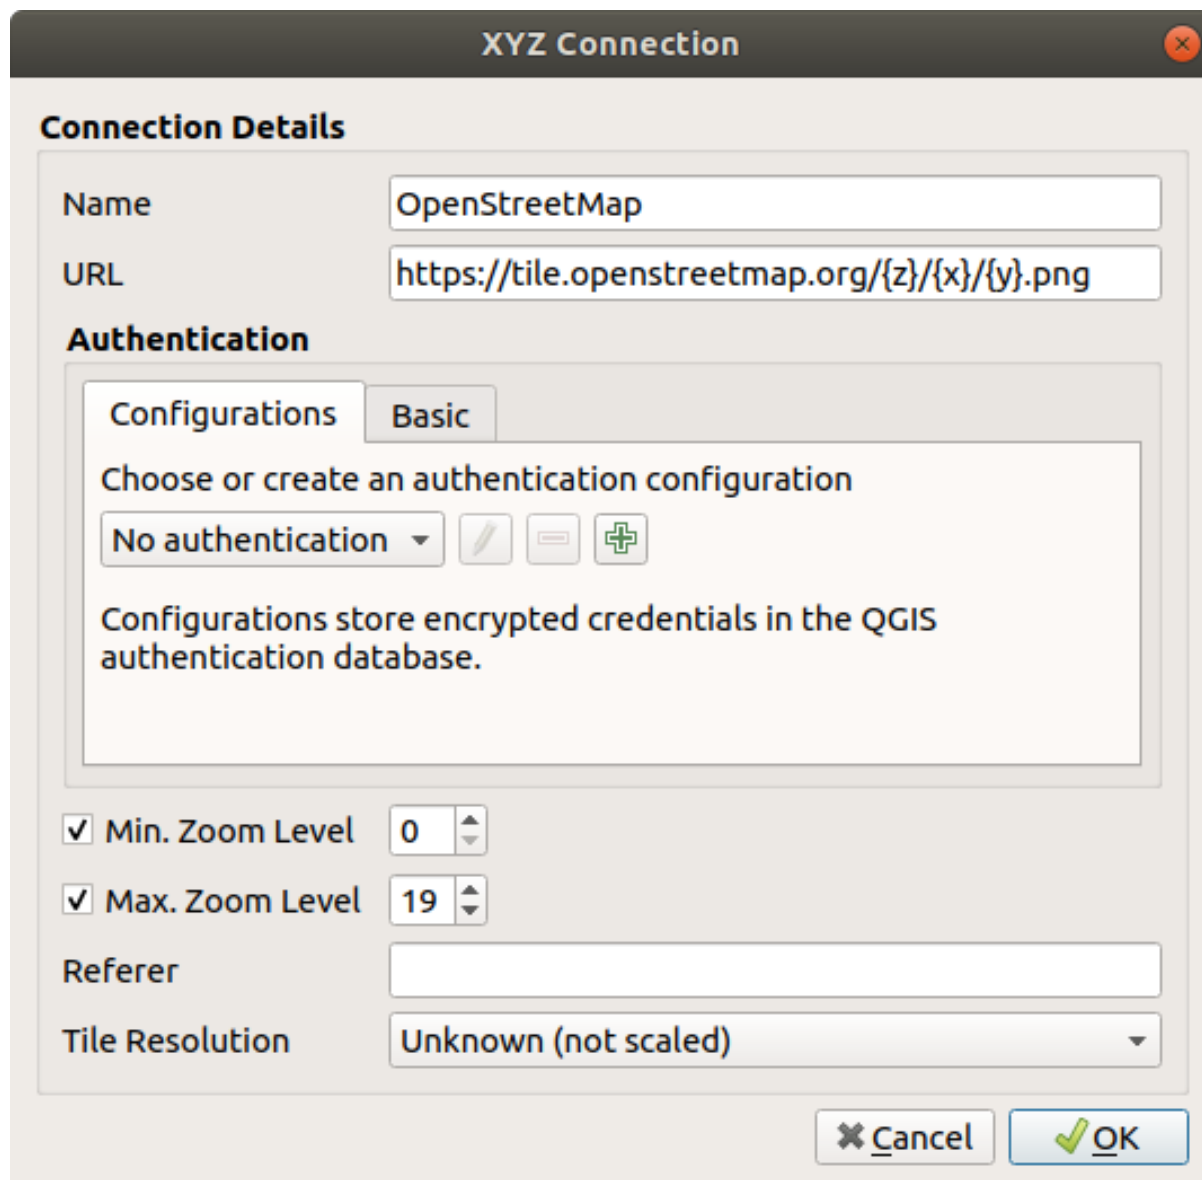 XYZ Connection
Connection Details
Name
OpenStreetMap
URL
https://tile.openstreetmap.org/{z}/{x}/{y}.png
Authentication
Configurations
Basic
Choose or create an authentication configuration
No authentication
Configurations store encrypted credentials in the QGIS
authentication database.
Min. Zoom Level
0
Max. Zoom Level
19
Referer
Tile Resolution
Unknown (not scaled)
Cancel
OK